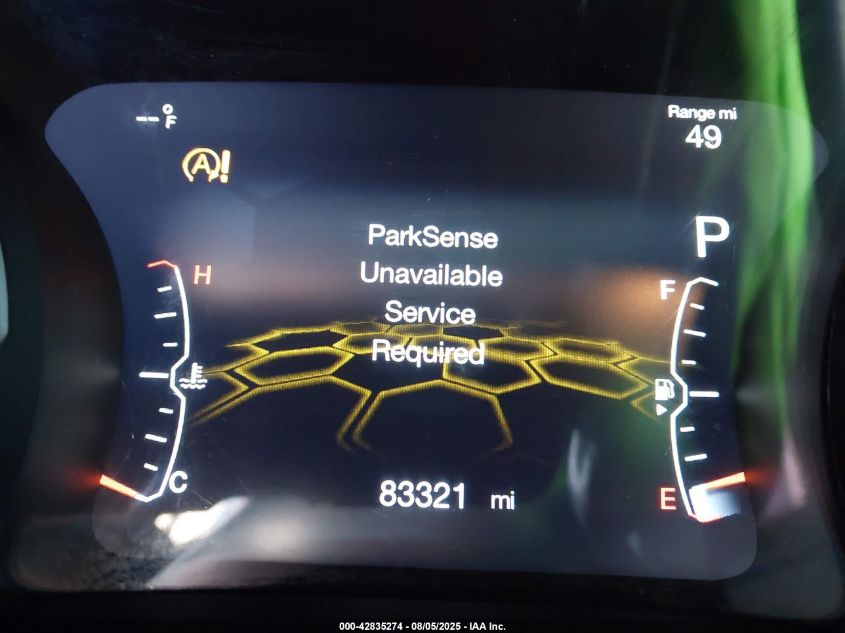 --°F
Range mi
49
A!
P
ParkSense
Unavailable
Service
Required
H
F
C
E
83321 mi
000-42835274 - 08/05/2025 - IAA Inc.